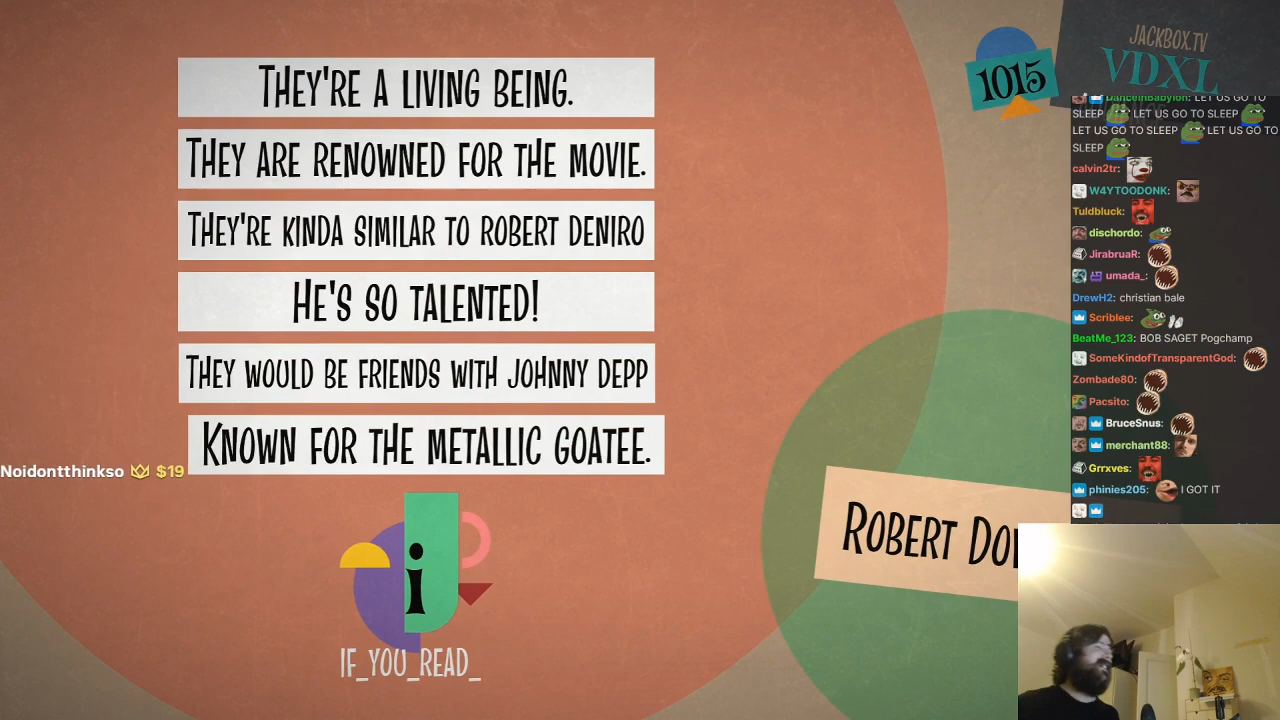 THEY'RE A LIVING BEING.
THEY ARE RENOWNED FOR THE MOVIE.
THEY'RE KINDA SIMILAR TO ROBERT DENIRO
HE'S SO TALENTED!
THEY WOULD BE FRIENDS WITH JOHNNY DEPP
KNOWN FOR THE METALLIC GOATEE.
Noidontthinkso $19
i
IF_YOU_READ_
ROBERT DO
1015
JACKBOX.TV
VDXL
DanceInBabylon: LET US GO TO
SLEEP LET US GO TO SLEEP
LET US GO TO SLEEP LET US GO TO
SLEEP
calvin2tr:
W4YTOODONK:
Tuldbluck:
dischordo:
JirabruaR:
umada_:
DrewH2: christian bale
Scriblee:
BeatMe_123: BOB SAGET Pogchamp
SomeKindofTransparentGod:
Zombade80:
Pacsito:
BruceSnus:
merchant88:
Grrxves:
phinies205: I GOT IT